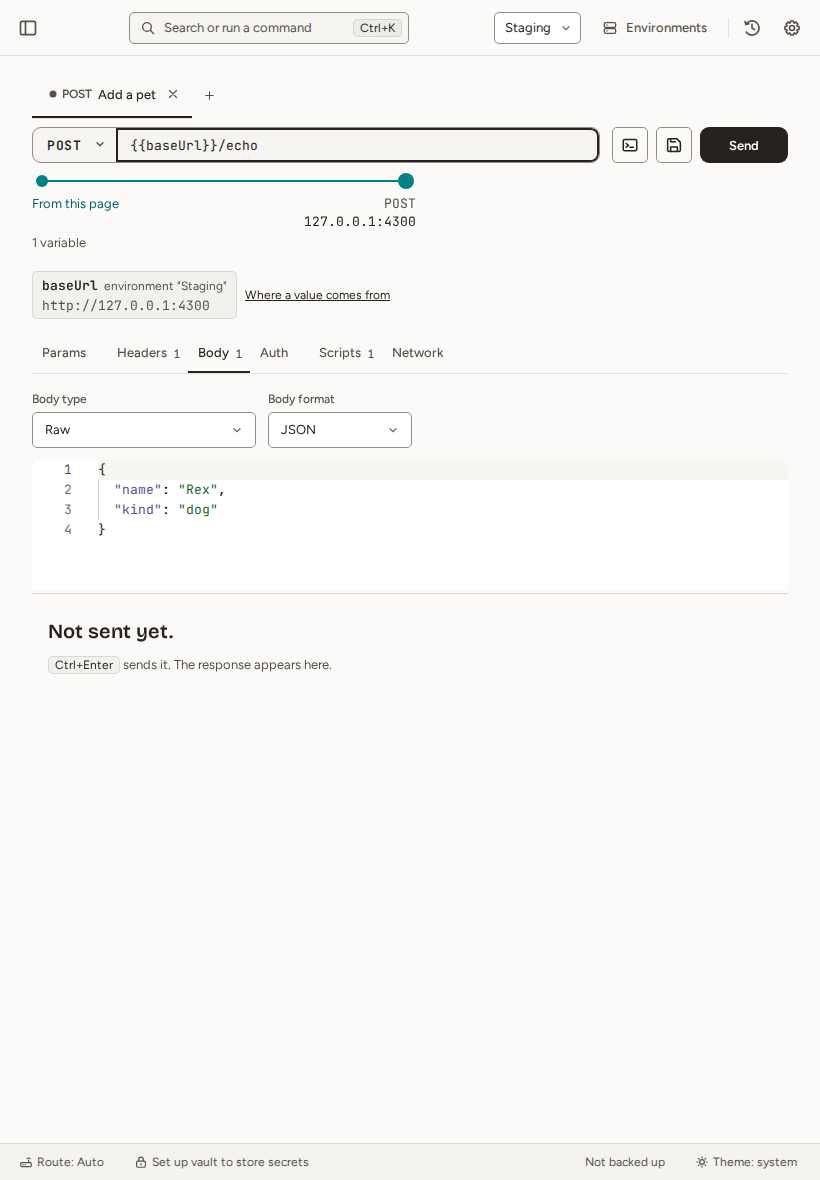 Search or run a command Ctrl+K Staging Environments
POST Add a pet
POST {{baseUrl}}/echo Send
From this page POST
127.0.0.1:4300
1 variable
baseUrl environment "Staging"
http://127.0.0.1:4300
Where a value comes from
Params Headers 1 Body 1 Auth Scripts 1 Network
Body type Body format
Raw JSON
1 {
2 "name": "Rex",
3 "kind": "dog"
4 }
Not sent yet.
Ctrl+Enter sends it. The response appears here.
Route: Auto Set up vault to store secrets Not backed up Theme: system